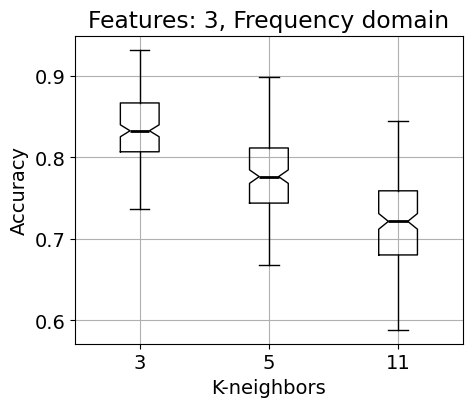 Features: 3, Frequency domain
0.9
0.8
0.7
0.6
Accuracy
3 5 11
K-neighbors